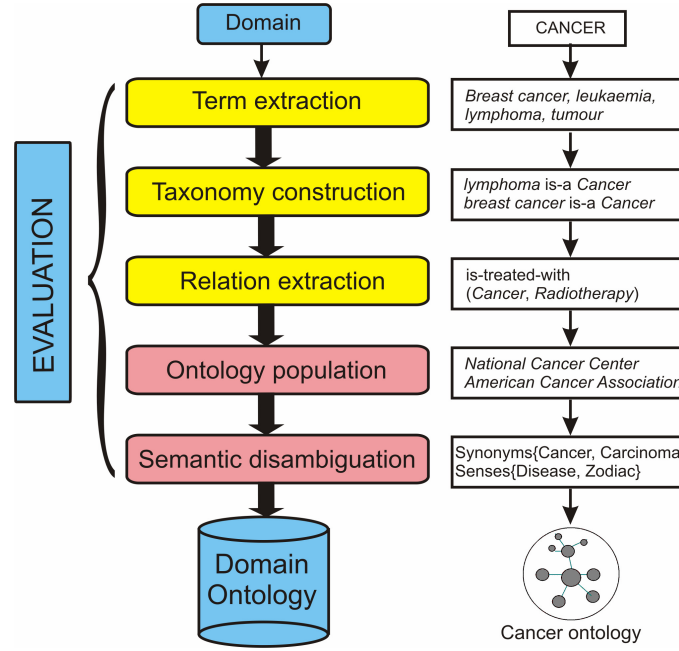 Domain
CANCER
Term extraction
Breast cancer, leukaemia,
lymphoma, tumour
Taxonomy construction
lymphoma is-a Cancer
breast cancer is-a Cancer
Relation extraction
is-treated-with
(Cancer, Radiotherapy)
EVALUATION
Ontology population
National Cancer Center
American Cancer Association
Semantic disambiguation
Synonyms{Cancer, Carcinoma
Senses{Disease, Zodiac}
Domain
Ontology
Cancer ontology